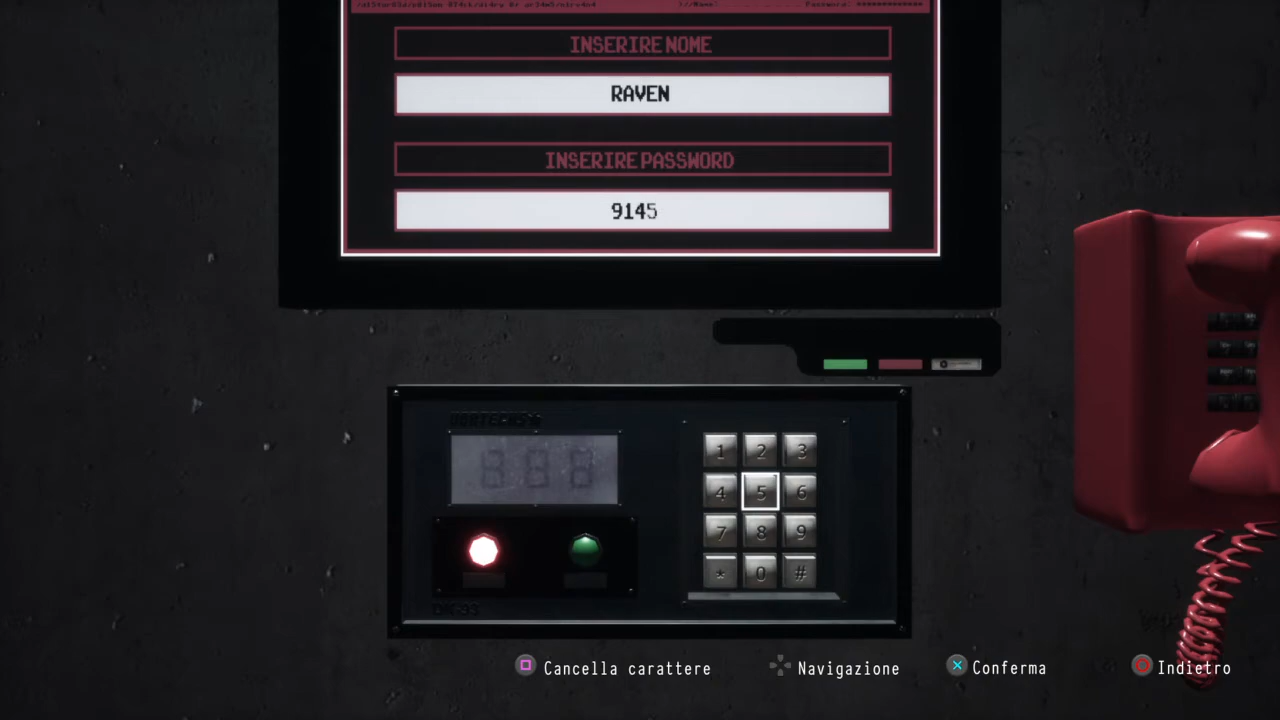 INSERIRE NOME
RAVEN
INSERIRE PASSWORD
9145
1 2 3
4 5 6
7 8 9
* 0 #
Cancella carattere
Navigazione
Conferma
Indietro